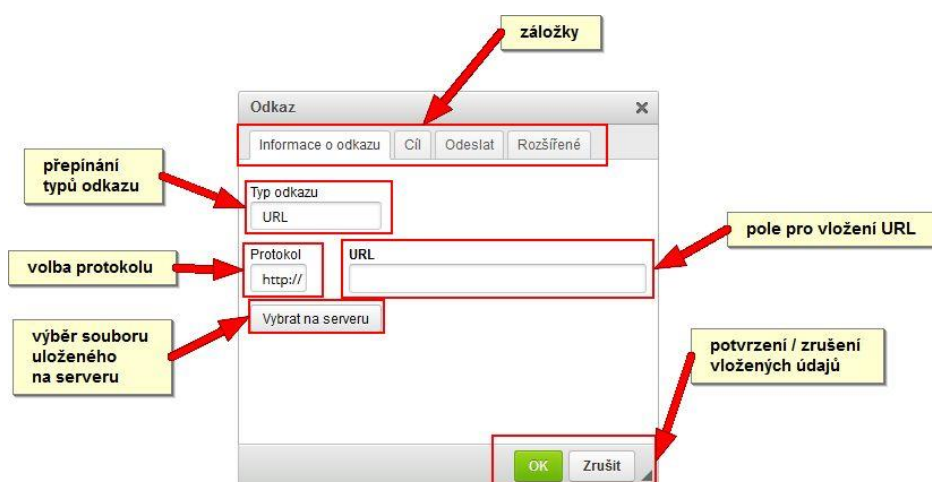 záložky
Odkaz
Informace o odkazu Cíl Odeslat Rozšířené
přepínání
typů odkazu
Typ odkazu
URL
pole pro vložení URL
Protokol URL
volba protokolu
http://
Vybrat na serveru
výběr souboru
uloženého
na serveru
potvrzení / zrušení
vložených údajů
OK Zrušit